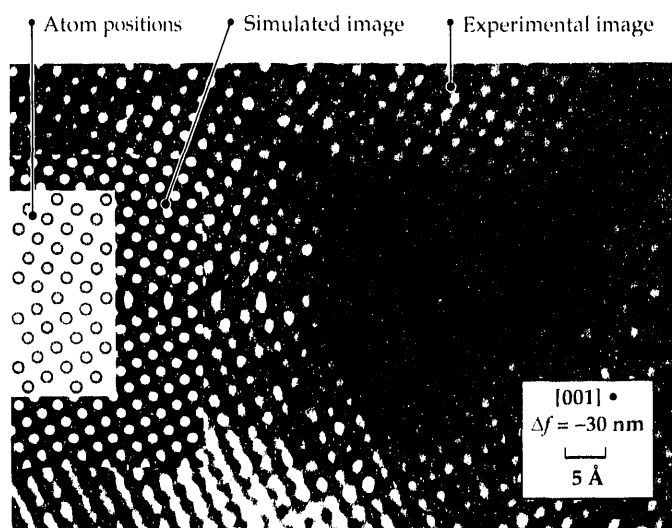 Atom positions
Simulated image
Experimental image
[001] •
Δf = −30 nm
5 Å